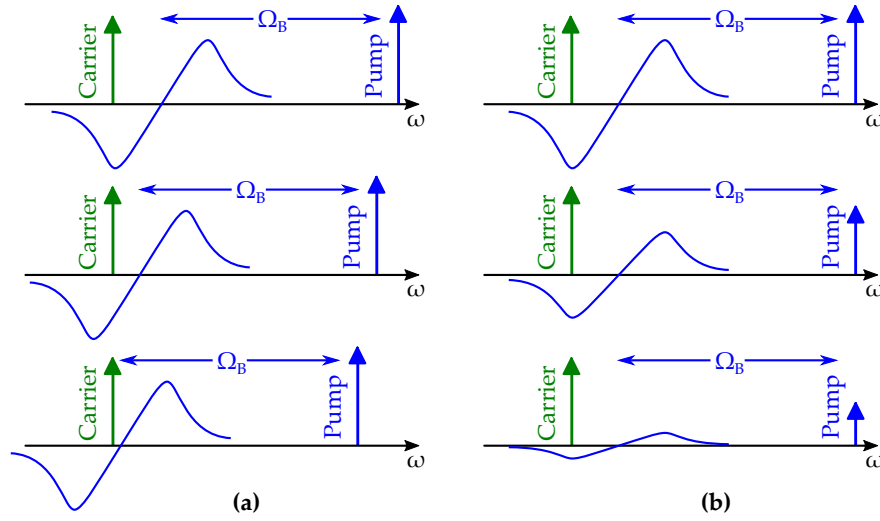 Carrier
Ω_B
Pump
ω
Carrier
Ω_B
Pump
ω
Carrier
Ω_B
Pump
ω
(a)
Carrier
Ω_B
Pump
ω
Carrier
Ω_B
Pump
ω
Carrier
Ω_B
Pump
ω
(b)